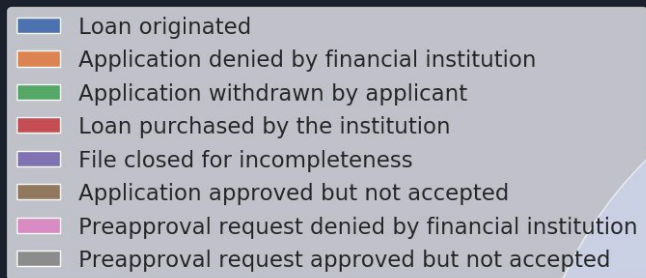 Loan originated
Application denied by financial institution
Application withdrawn by applicant
Loan purchased by the institution
File closed for incompleteness
Application approved but not accepted
Preapproval request denied by financial institution
Preapproval request approved but not accepted